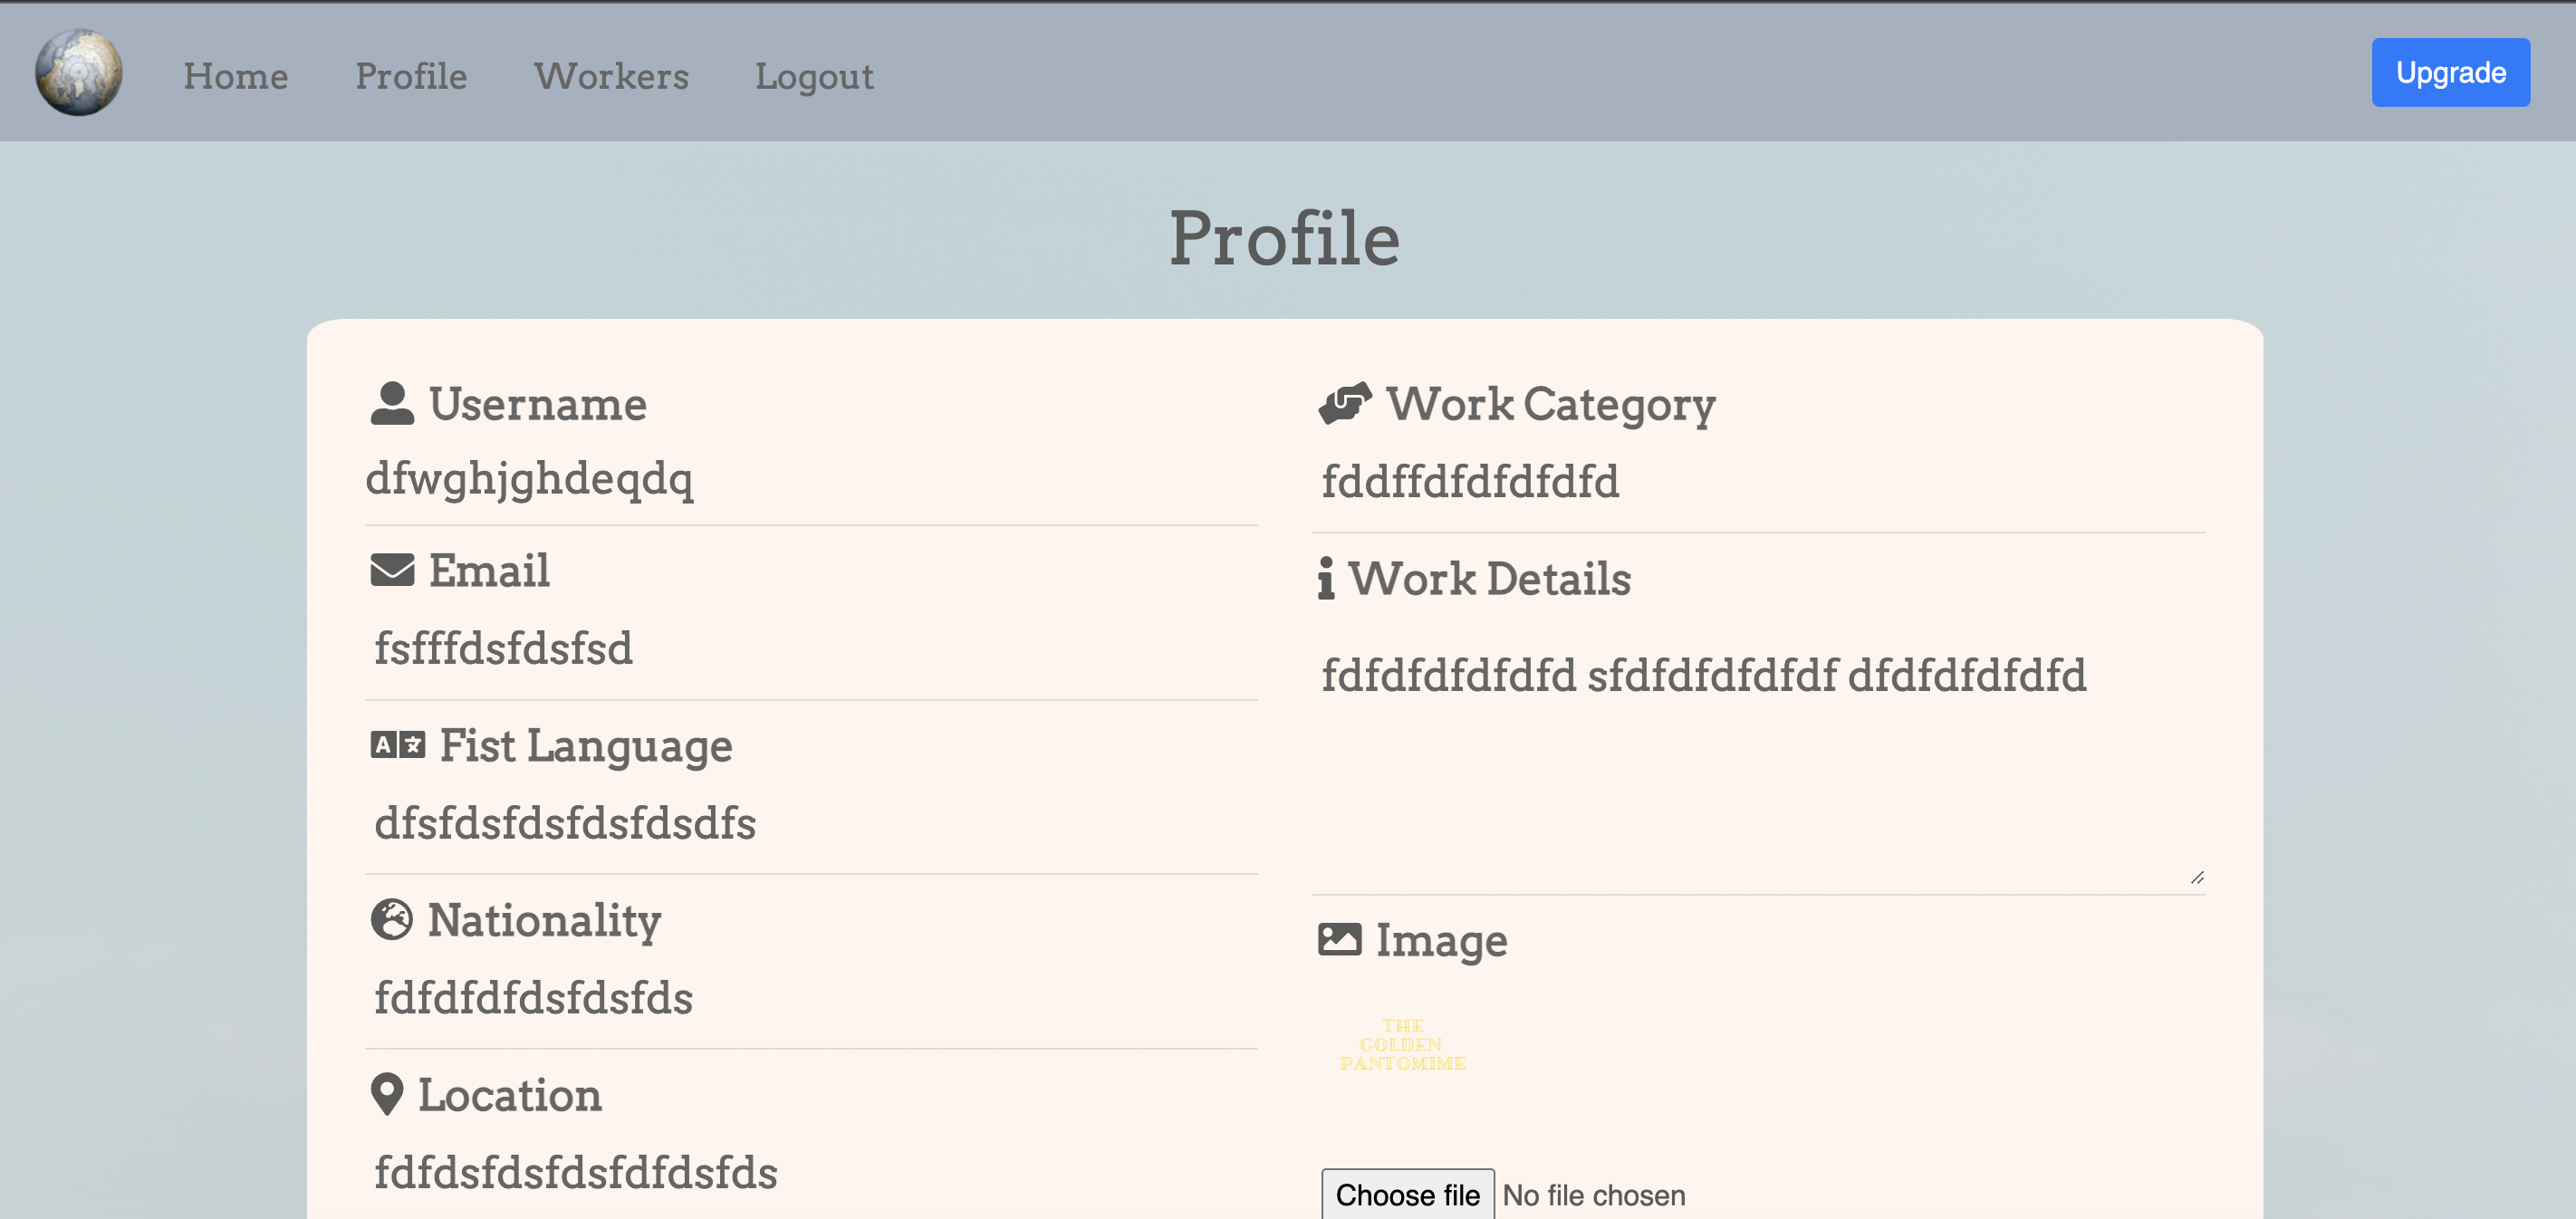 Home Profile Workers Logout Upgrade
Profile
Username
dfwghjghdeqdq
Email
fsfffdsfdsfsd
Fist Language
dfsfdsfdsfdsfdsdfs
Nationality
fdfdfdfdsfdsfds
Location
fdfdsfdsfdsfdfdsfds
Work Category
fddffdfdfdfdfd
Work Details
fdfdfdfdfdfd sfdfdfdfdfdf dfdfdfdfdfd
Image
THE
GOLDEN
PANTOMIME
Choose file No file chosen